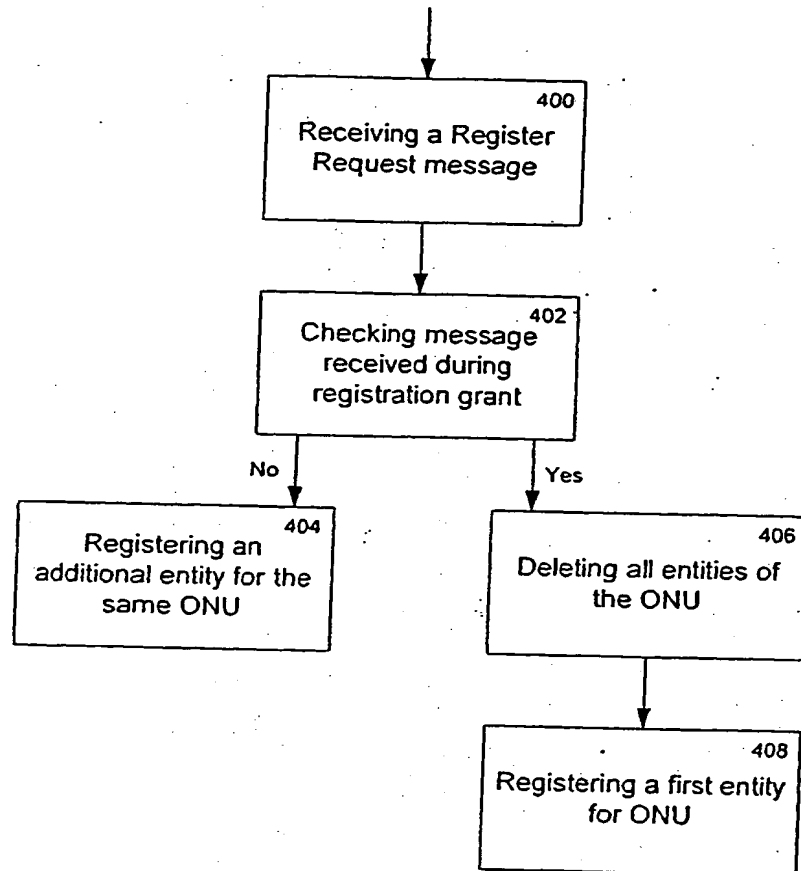 400
Receiving a Register
Request message
402
Checking message
received during
registration grant
No
Yes
404
Registering an
additional entity for the
same ONU
406
Deleting all entities of
the ONU
408
Registering a first entity
for ONU